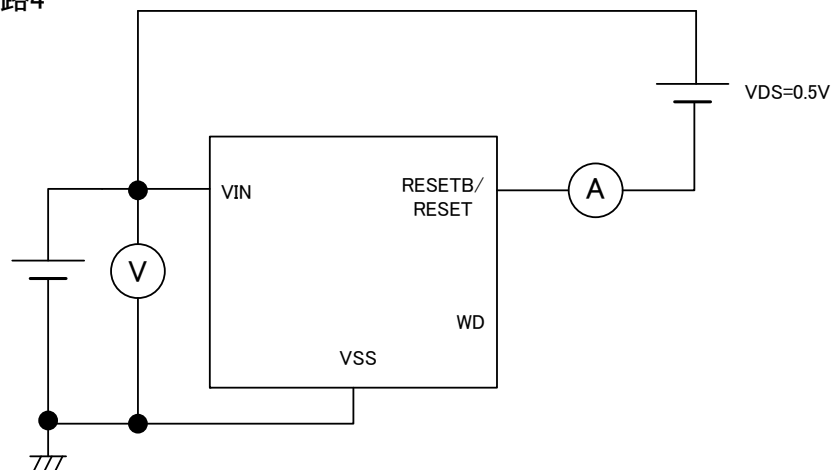 路4
VDS=0.5V
VIN
RESETB/
RESET
A
V
WD
VSS